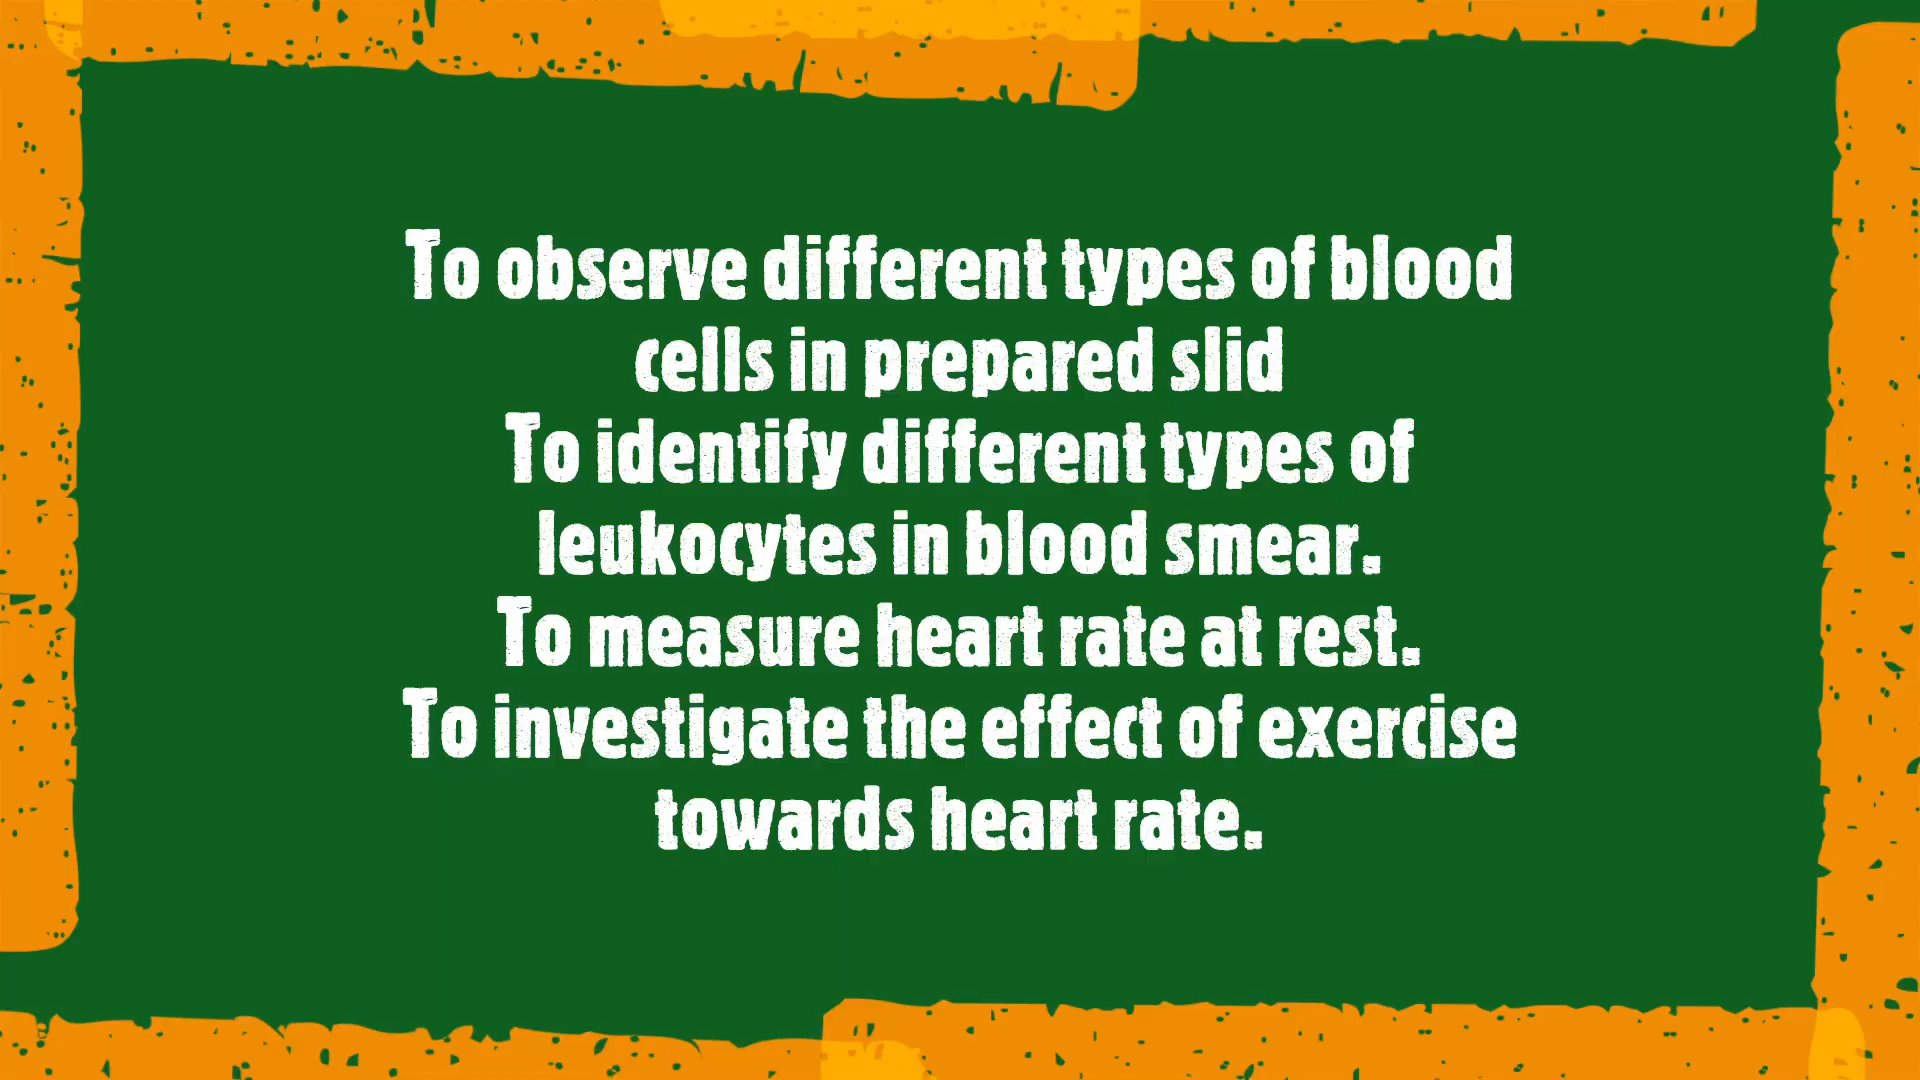 To observe different types of blood
cells in prepared slid
To identify different types of
leukocytes in blood smear.
To measure heart rate at rest.
To investigate the effect of exercise
towards heart rate.